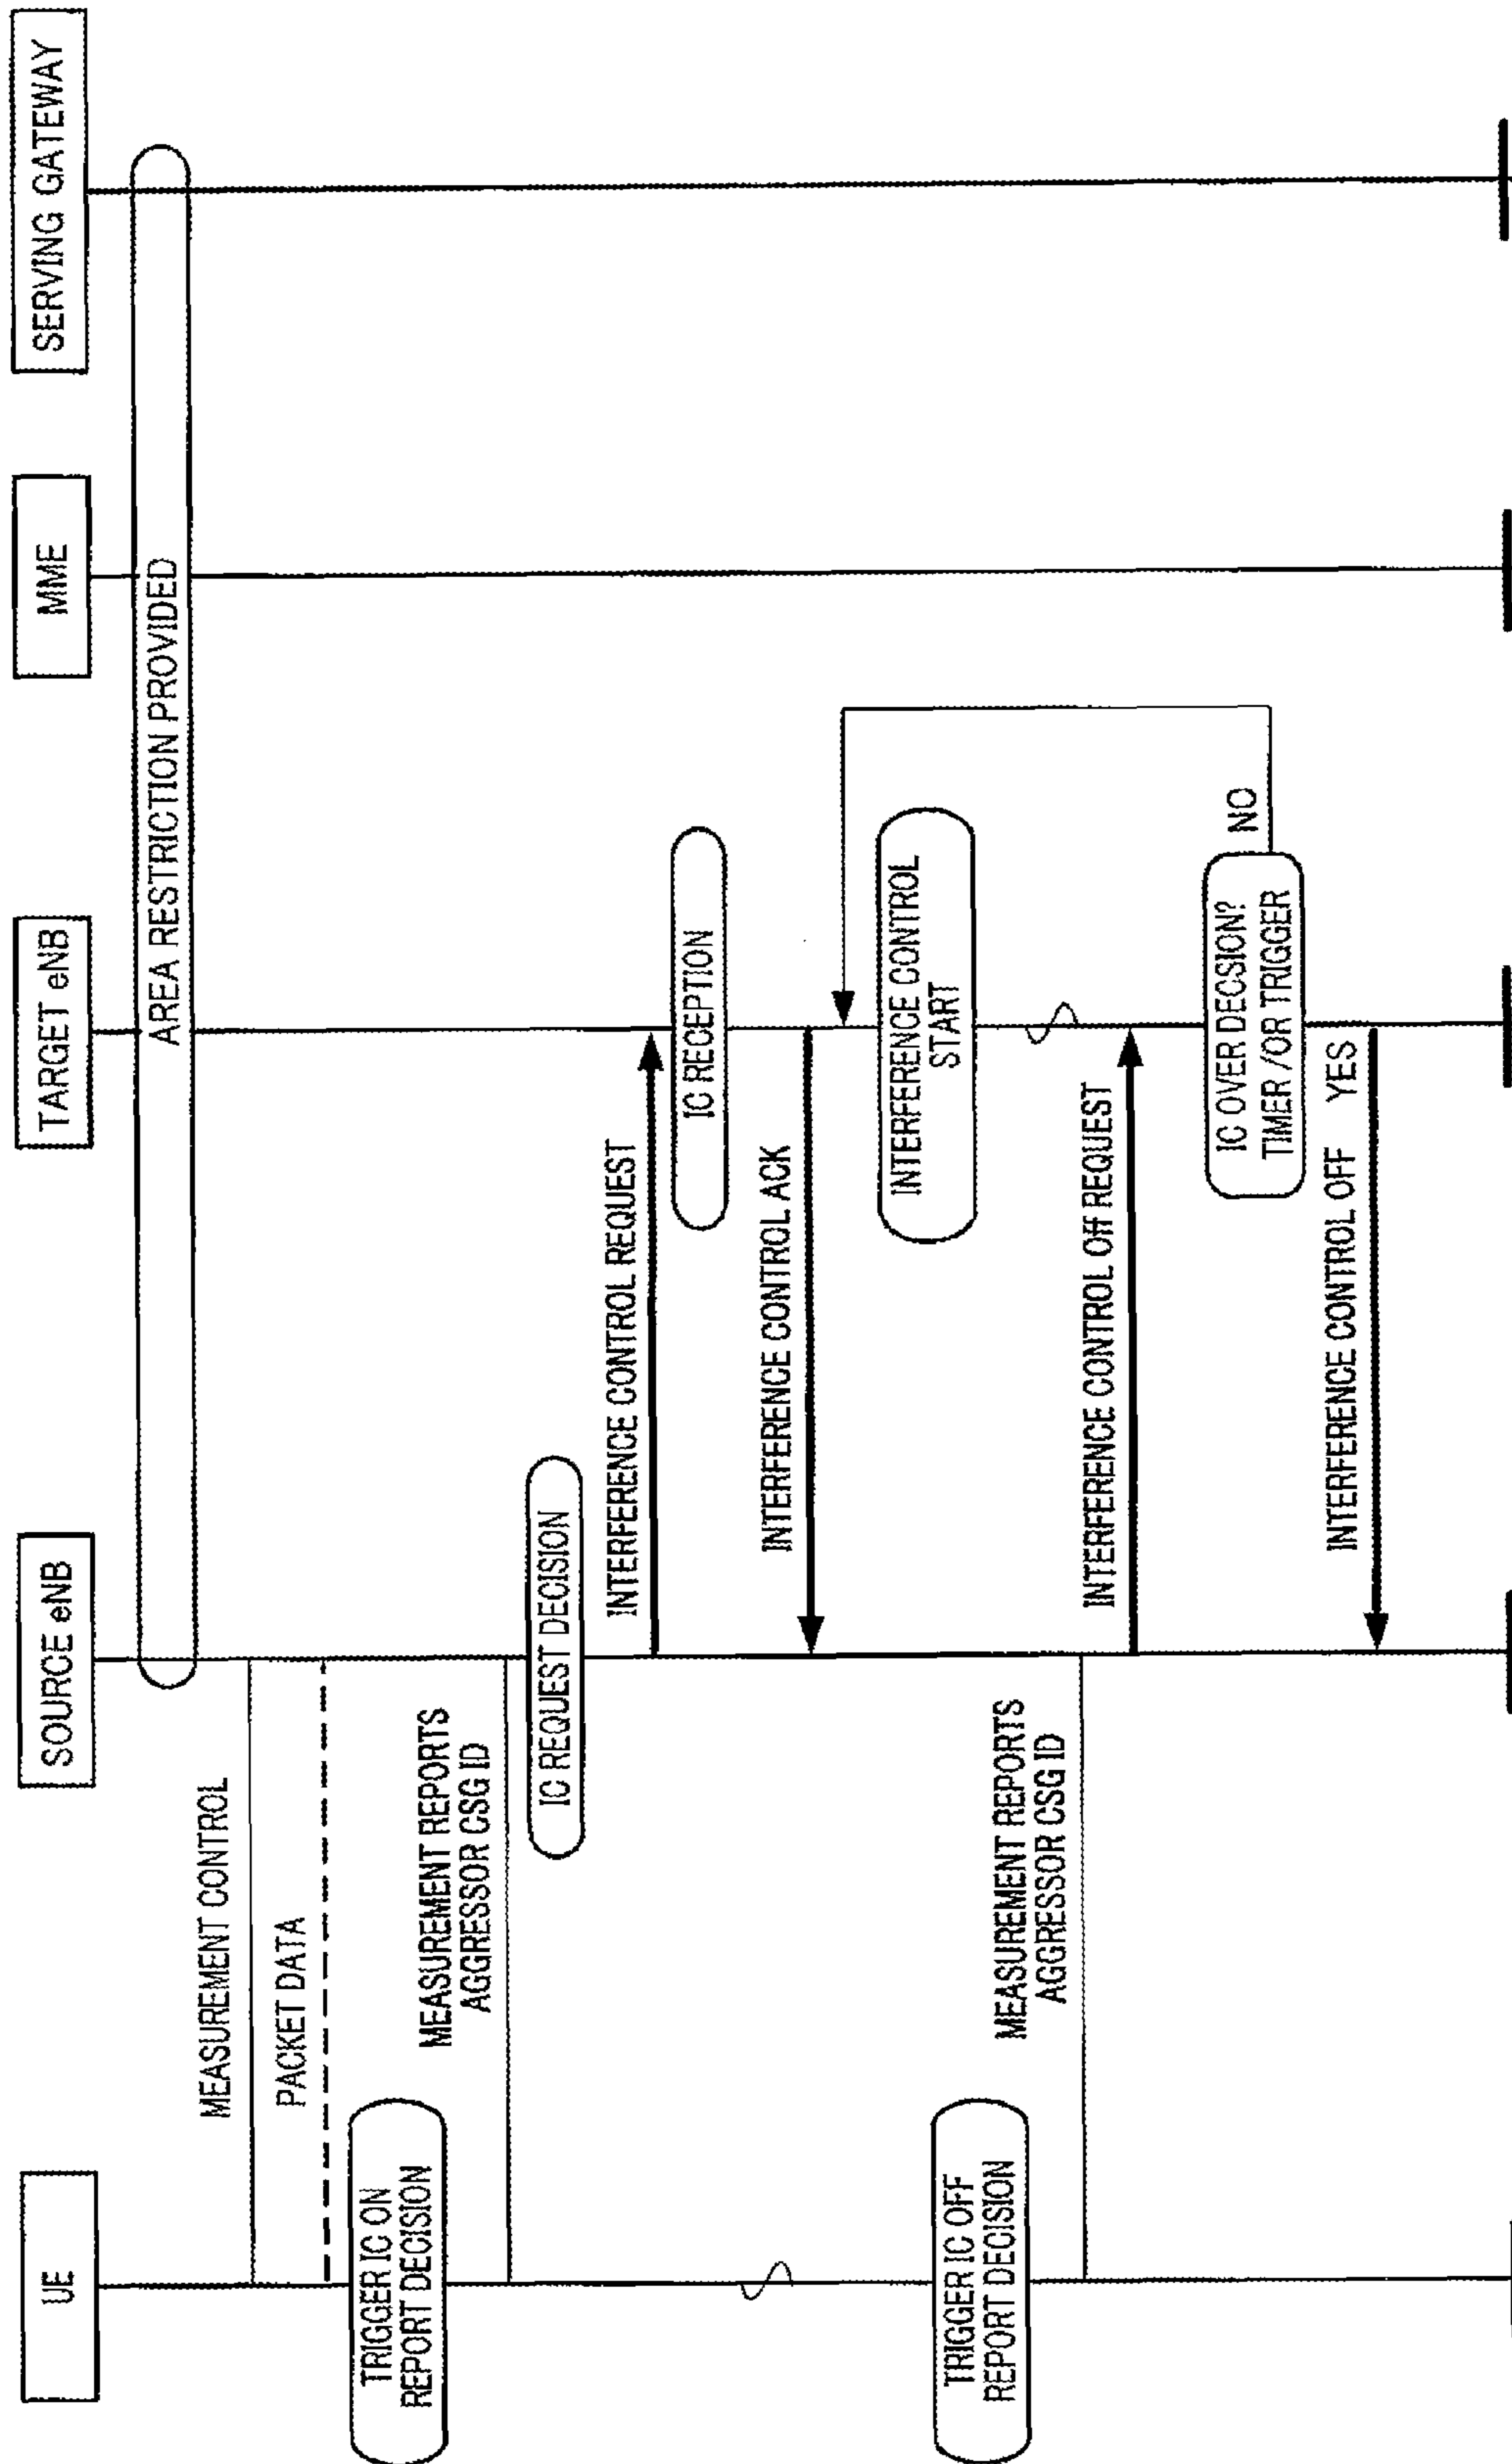 UE
SOURCE eNB
TARGET eNB
MME
SERVING GATEWAY
AREA RESTRICTION PROVIDED
MEASUREMENT CONTROL
PACKET DATA
TRIGGER IC ON
REPORT DECISION
MEASUREMENT REPORTS
AGGRESSOR CSG ID
IC REQUEST DECISION
INTERFERENCE CONTROL REQUEST
IC RECEPTION
INTERFERENCE CONTROL ACK
INTERFERENCE CONTROL
START
TRIGGER IC OFF
REPORT DECISION
MEASUREMENT REPORTS
AGGRESSOR CSG ID
INTERFERENCE CONTROL Off REQUEST
IC OVER DECSION?
TIMER /OR TRIGGER
NO
INTERFERENCE CONTROL OFF YES